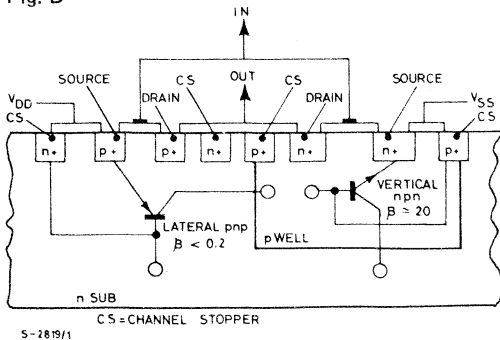 Fig. B
IN
SOURCE
CS
OUT
CS
SOURCE
VDD
CS
DRAIN
DRAIN
VSS
CS
n+
p+
p+
n+
p+
n+
n+
p+
LATERAL pnp
β < 0.2
p WELL
VERTICAL
npn
β ≃ 20
n SUB
CS = CHANNEL STOPPER
S-2819/1